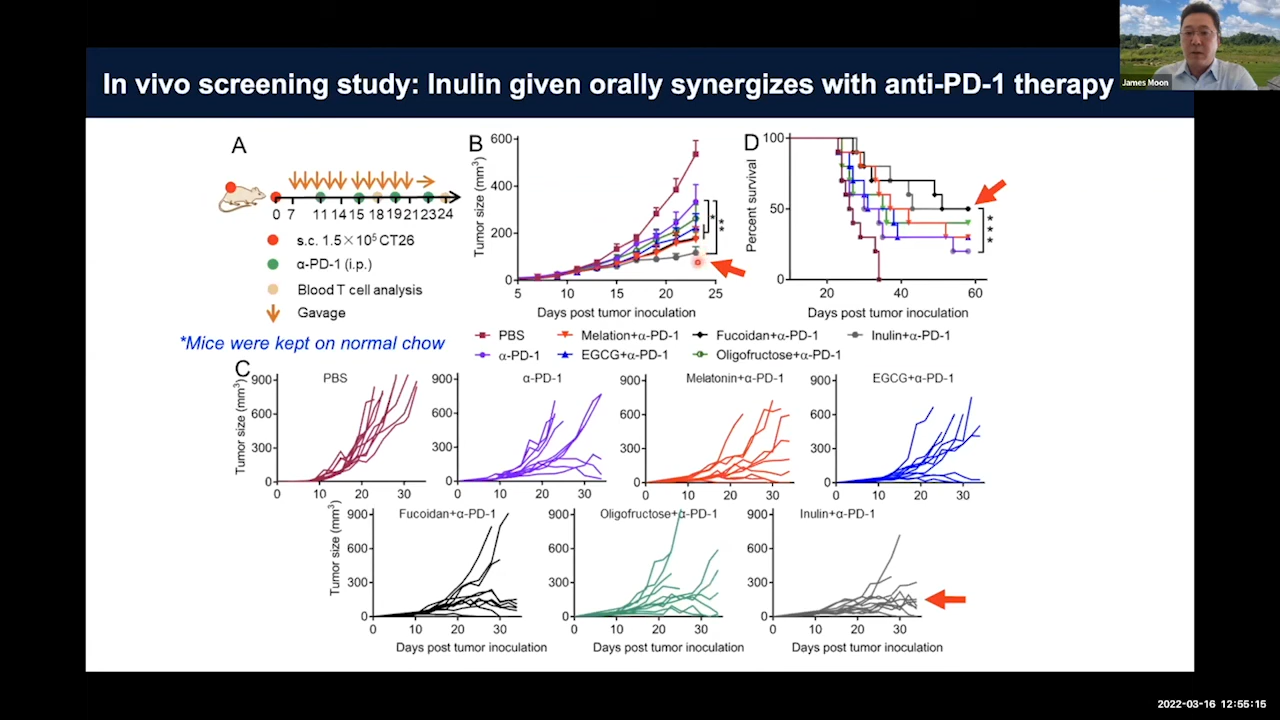 In vivo screening study: Inulin given orally synergizes with anti-PD-1 therapy
James Moon
A
0 7 11 14 15 18 19 21 23 24
s.c. 1.5×10⁵ CT26
α-PD-1 (i.p.)
Blood T cell analysis
Gavage
*Mice were kept on normal chow
B
Tumor size (mm³)
600
400
200
0
5 10 15 20 25
Days post tumor inoculation
*
**
D
Percent survival
100
50
0
20 40 60
Days post tumor inoculation
***
PBS
Melation+α-PD-1
Fucoidan+α-PD-1
Inulin+α-PD-1
α-PD-1
EGCG+α-PD-1
Oligofructose+α-PD-1
C
Tumor size (mm³)
PBS
900
600
300
0
0 10 20 30
α-PD-1
900
600
300
0
0 10 20 30
Melatonin+α-PD-1
900
600
300
0
0 10 20 30
EGCG+α-PD-1
900
600
300
0
0 10 20 30
Tumor size (mm³)
Fucoidan+α-PD-1
900
600
300
0
0 10 20 30
Days post tumor inoculation
Oligofructose+α-PD-1
900
600
300
0
0 10 20 30
Days post tumor inoculation
Inulin+α-PD-1
900
600
300
0
0 10 20 30
Days post tumor inoculation
2022-03-16 12:55:15